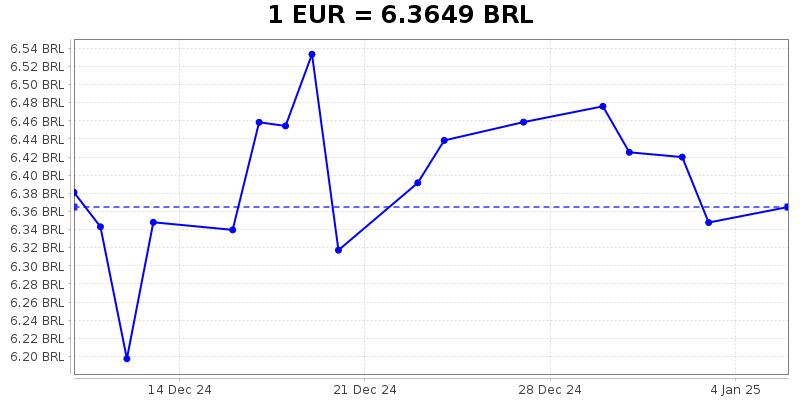 1 EUR = 6.3649 BRL
6.54 BRL
6.52 BRL
6.50 BRL
6.48 BRL
6.46 BRL
6.44 BRL
6.42 BRL
6.40 BRL
6.38 BRL
6.36 BRL
6.34 BRL
6.32 BRL
6.30 BRL
6.28 BRL
6.26 BRL
6.24 BRL
6.22 BRL
6.20 BRL
14 Dec 24 21 Dec 24 28 Dec 24 4 Jan 25